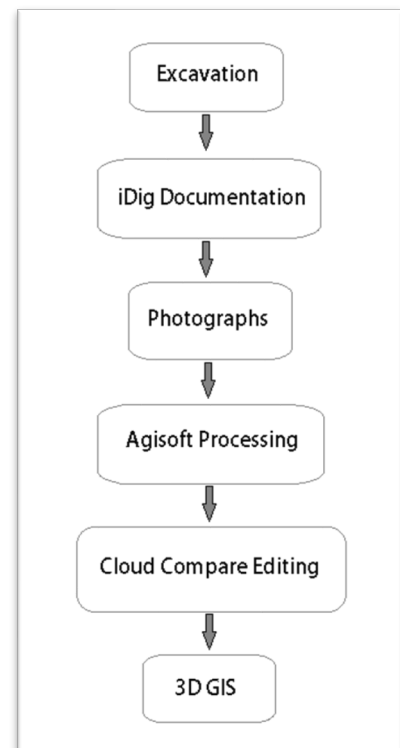 Excavation
iDig Documentation
Photographs
Agisoft Processing
Cloud Compare Editing
3D GIS